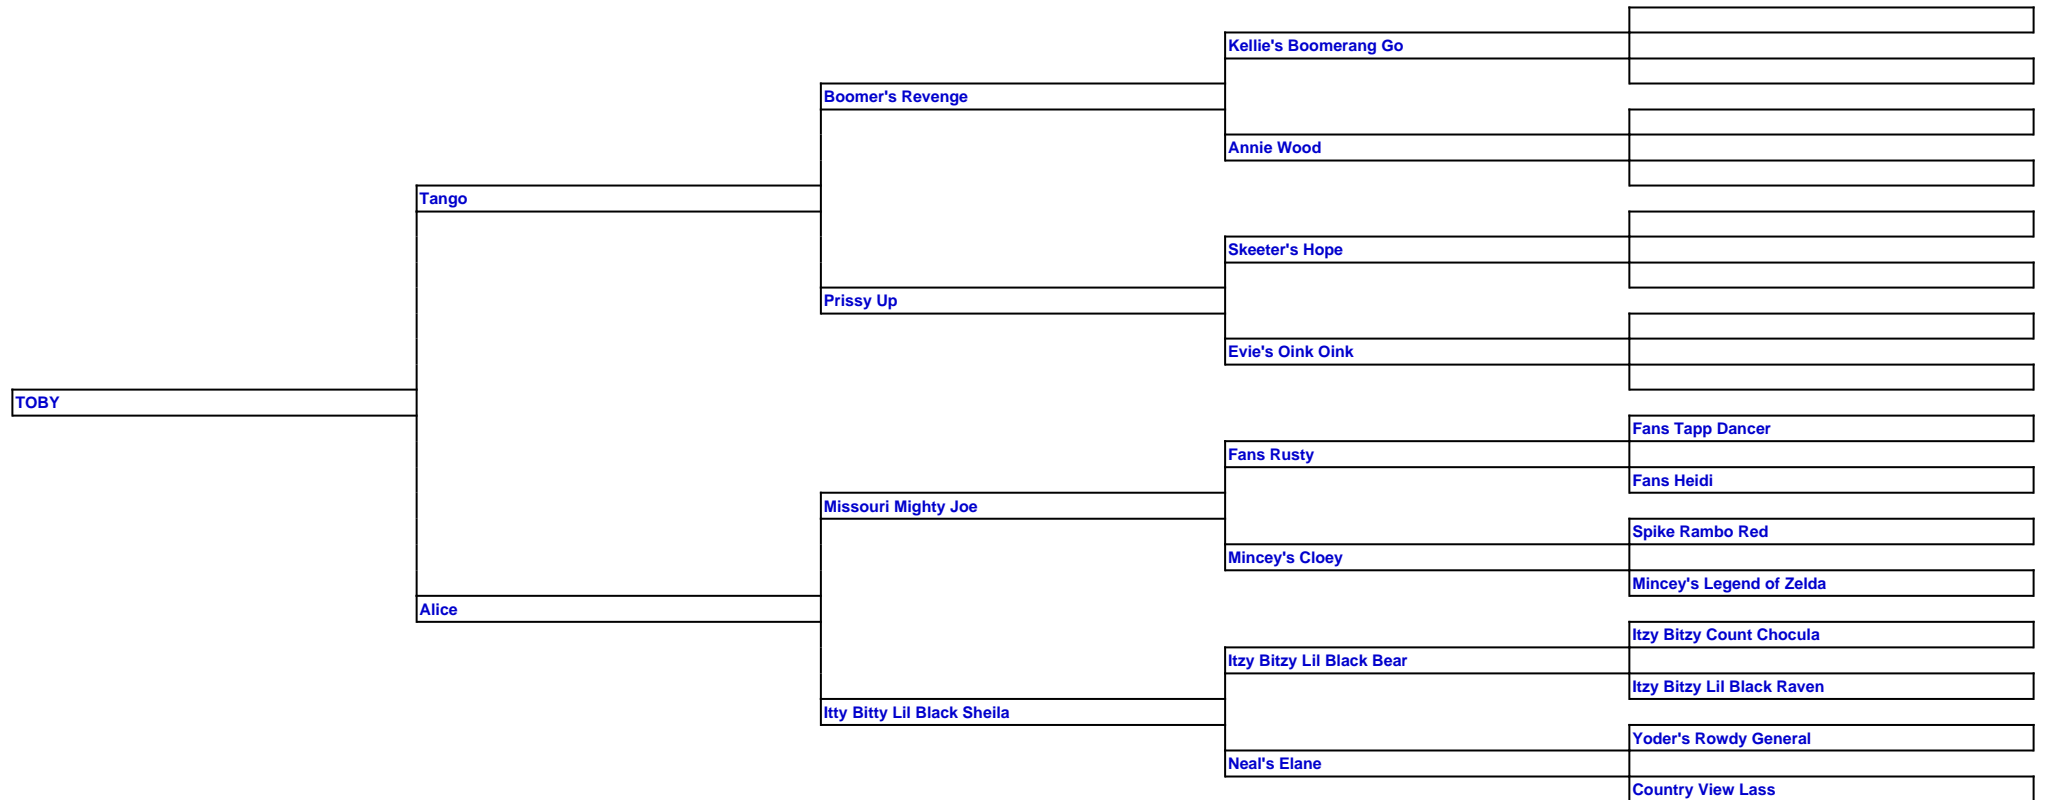 Kellie's Boomerang Go
Boomer's Revenge
Annie Wood
Tango
Skeeter's Hope
Prissy Up
Evie's Oink Oink
TOBY
Fans Tapp Dancer
Fans Rusty
Fans Heidi
Missouri Mighty Joe
Spike Rambo Red
Mincey's Cloey
Mincey's Legend of Zelda
Alice
Itzy Bitzy Count Chocula
Itzy Bitzy Lil Black Bear
Itzy Bitzy Lil Black Raven
Itty Bitty Lil Black Sheila
Yoder's Rowdy General
Neal's Elane
Country View Lass